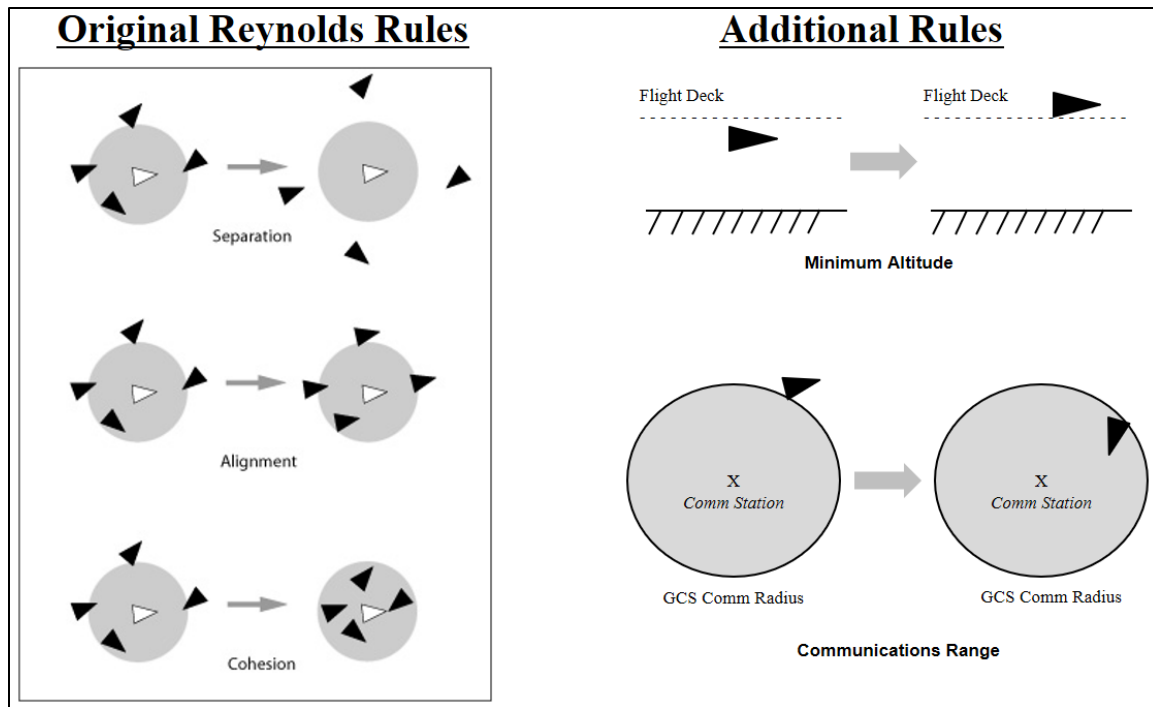 Original Reynolds Rules
Separation
Alignment
Cohesion
Additional Rules
Flight Deck
Flight Deck
Minimum Altitude
X
Comm Station
X
Comm Station
GCS Comm Radius
GCS Comm Radius
Communications Range